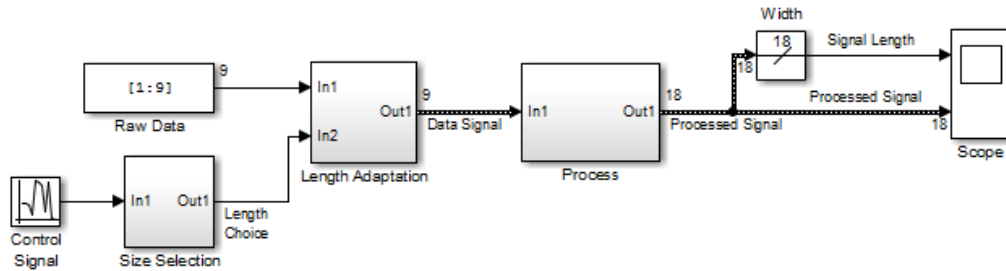 Width
18
Signal Length
18
9
[1:9]
Raw Data
In1
In2
Out1
9
Data Signal
Length Adaptation
In1
Out1
Process
18
Processed Signal
Processed Signal
18
Scope
Control
Signal
In1
Out1
Size Selection
Length
Choice